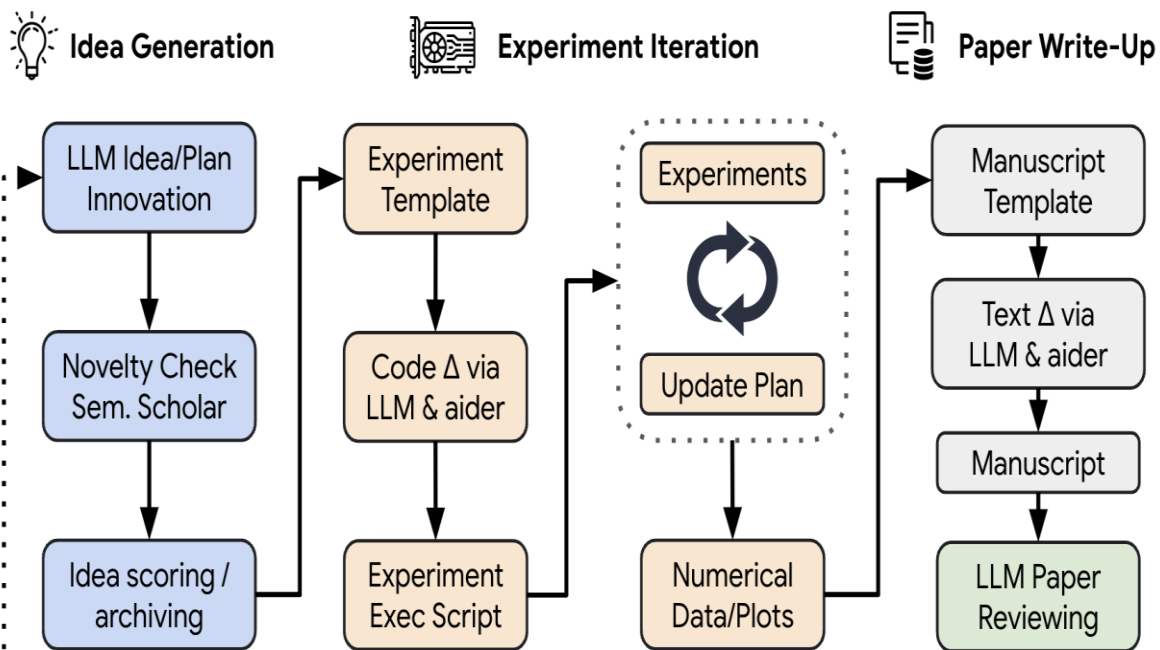 Idea Generation
Experiment Iteration
Paper Write-Up
LLM Idea/Plan
Innovation
Novelty Check
Sem. Scholar
Idea scoring /
archiving
Experiment
Template
Code Δ via
LLM & aider
Experiment
Exec Script
Experiments
Update Plan
Numerical
Data/Plots
Manuscript
Template
Text Δ via
LLM & aider
Manuscript
LLM Paper
Reviewing